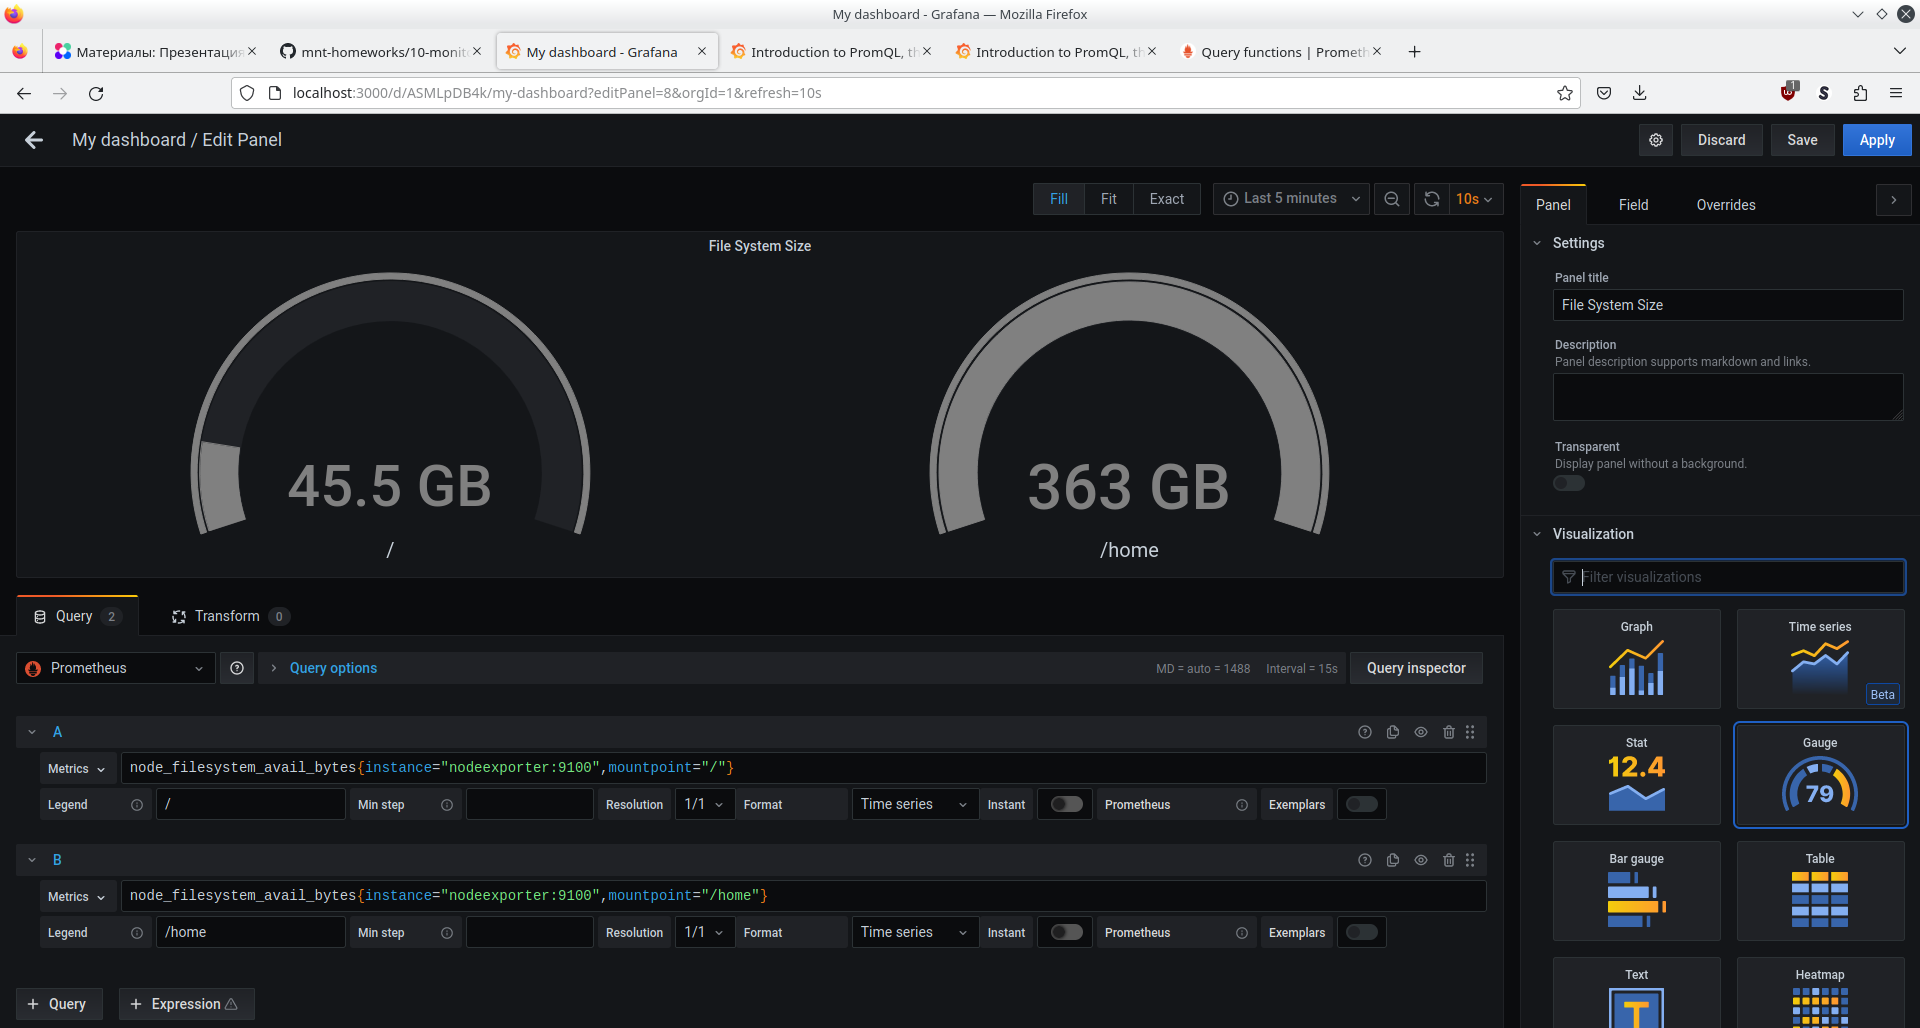 My dashboard - Grafana — Mozilla Firefox
Материалы: Презентация
mnt-homeworks/10-monit
My dashboard - Grafana
Introduction to PromQL, th
Introduction to PromQL, th
Query functions | Prometh
localhost:3000/d/ASMLpDB4k/my-dashboard?editPanel=8&orgId=1&refresh=10s
1
My dashboard / Edit Panel
Discard
Save
Apply
Fill
Fit
Exact
Last 5 minutes
10s
Panel
Field
Overrides
File System Size
45.5 GB
/
363 GB
/home
Settings
Panel title
File System Size
Description
Panel description supports markdown and links.
Transparent
Display panel without a background.
Visualization
Filter visualizations
Graph
Time series
Beta
Stat
12.4
Gauge
79
Bar gauge
Table
Text
T
Heatmap
Query 2
Transform 0
Prometheus
Query options
MD = auto = 1488
Interval = 15s
Query inspector
A
Metrics
node_filesystem_avail_bytes{instance="nodeexporter:9100",mountpoint="/"}
Legend / Min step Resolution 1/1 Format Time series Instant Prometheus Exemplars
B
Metrics
node_filesystem_avail_bytes{instance="nodeexporter:9100",mountpoint="/home"}
Legend /home Min step Resolution 1/1 Format Time series Instant Prometheus Exemplars
+ Query
+ Expression